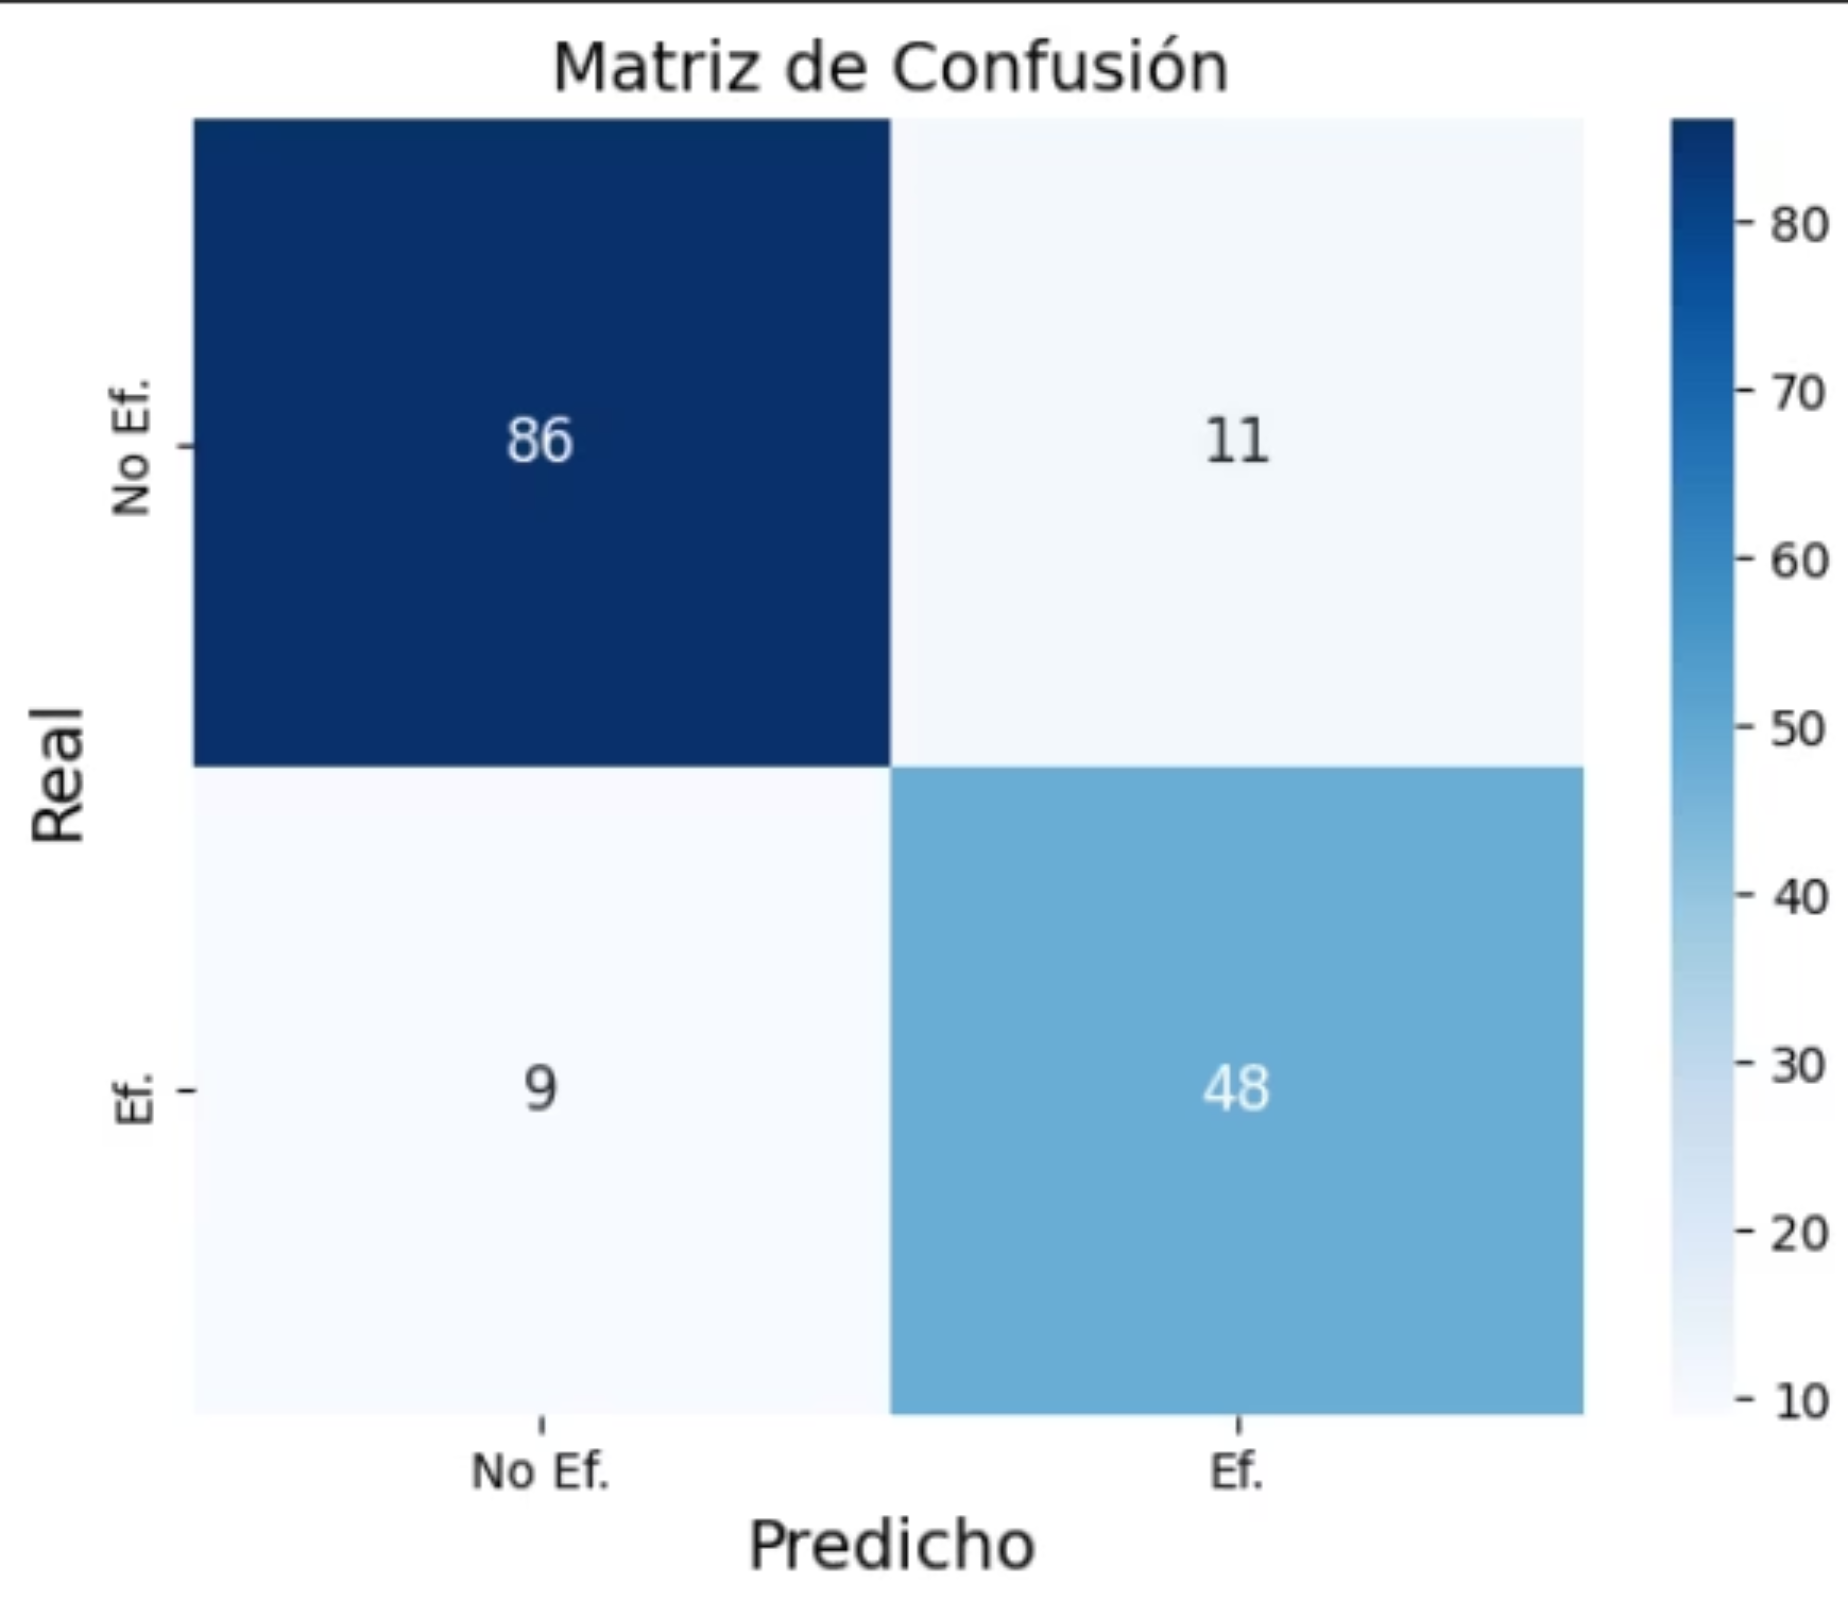 Matriz de Confusión
No Ef.
86
11
Real
Ef.
9
48
No Ef.
Ef.
Predicho
80
70
60
50
40
30
20
10